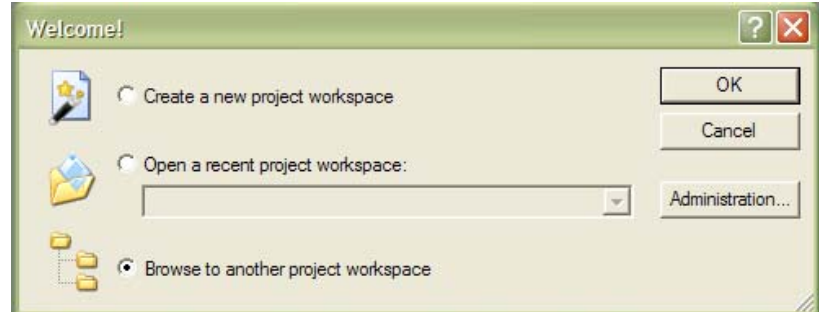 Welcome!
Create a new project workspace
OK
Cancel
Open a recent project workspace:
Administration...
Browse to another project workspace